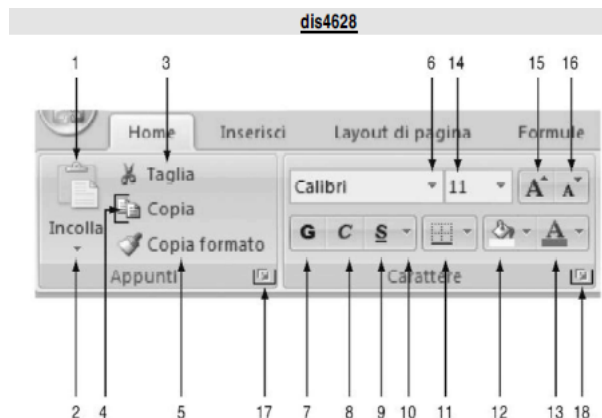 dis4628
1 3 6 14 15 16
Home Inserisci Layout di pagina Formule
Taglia
Calibri 11 A A
Copia
Incolla
G C S A
Copia formato
Appunti Carattere
2 4 5 17 7 8 9 10 11 12 13 18